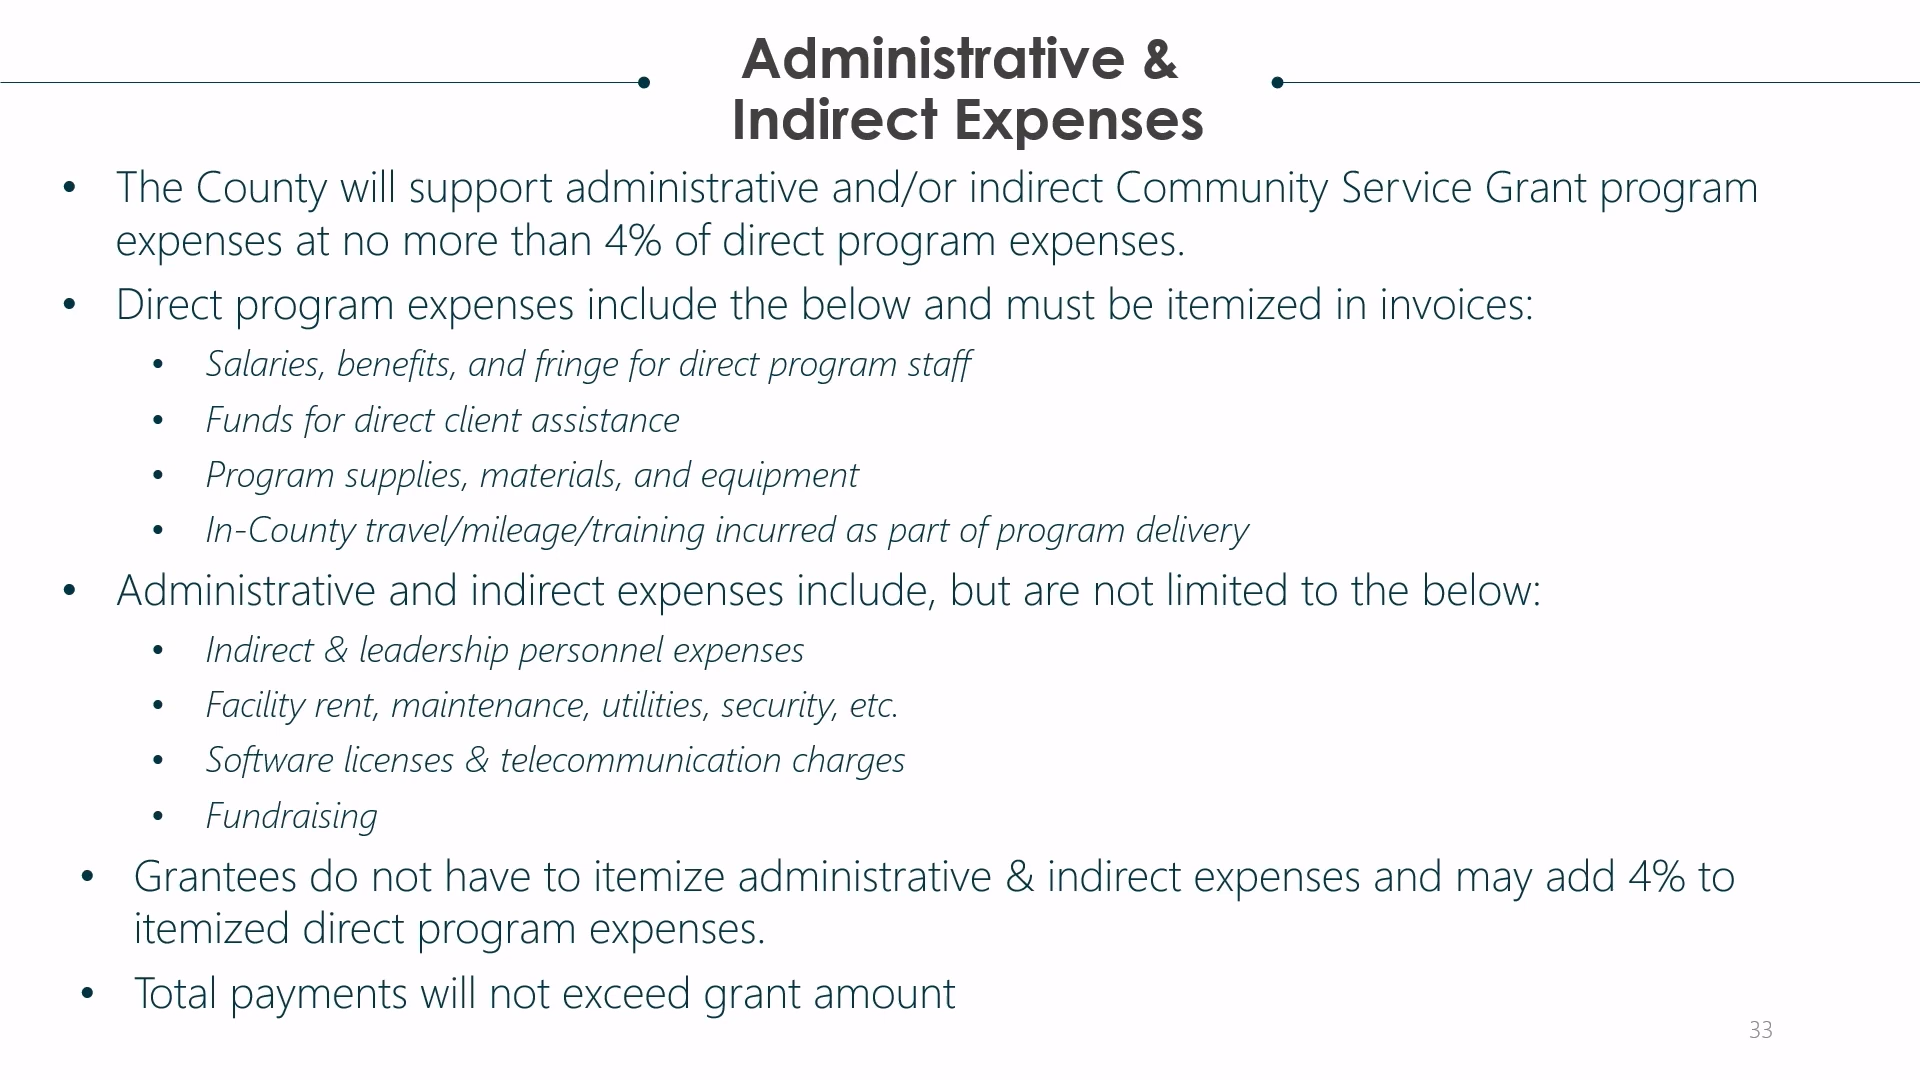 Administrative &
Indirect Expenses
• The County will support administrative and/or indirect Community Service Grant program
expenses at no more than 4% of direct program expenses.
• Direct program expenses include the below and must be itemized in invoices:
• Salaries, benefits, and fringe for direct program staff
• Funds for direct client assistance
• Program supplies, materials, and equipment
• In-County travel/mileage/training incurred as part of program delivery
• Administrative and indirect expenses include, but are not limited to the below:
• Indirect & leadership personnel expenses
• Facility rent, maintenance, utilities, security, etc.
• Software licenses & telecommunication charges
• Fundraising
• Grantees do not have to itemize administrative & indirect expenses and may add 4% to
itemized direct program expenses.
• Total payments will not exceed grant amount
33